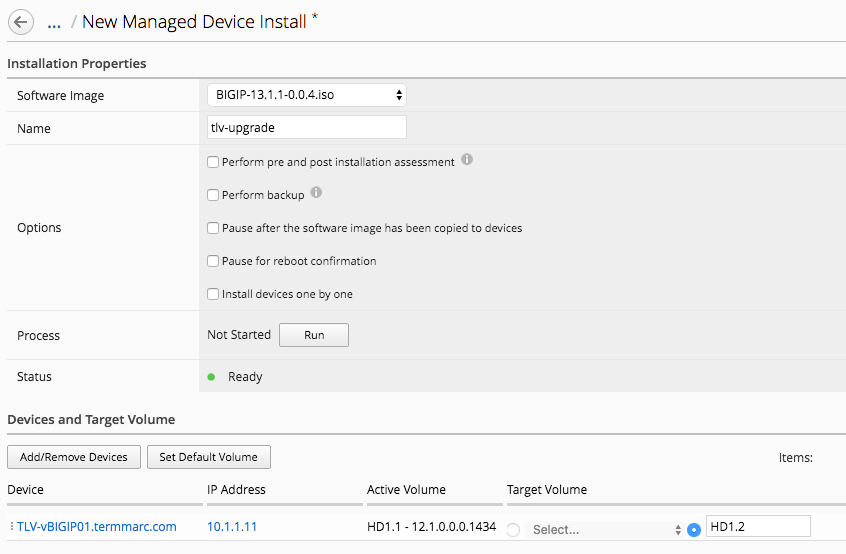 ... / New Managed Device Install *
Installation Properties
Software Image BIGIP-13.1.1-0.0.4.iso
Name tlv-upgrade
Options
Perform pre and post installation assessment
Perform backup
Pause after the software image has been copied to devices
Pause for reboot confirmation
Install devices one by one
Process Not Started Run
Status Ready
Devices and Target Volume
Add/Remove Devices Set Default Volume Items:
Device IP Address Active Volume Target Volume
TLV-vBIGIP01.termmarc.com 10.1.1.11 HD1.1 - 12.1.0.0.0.1434 Select... HD1.2